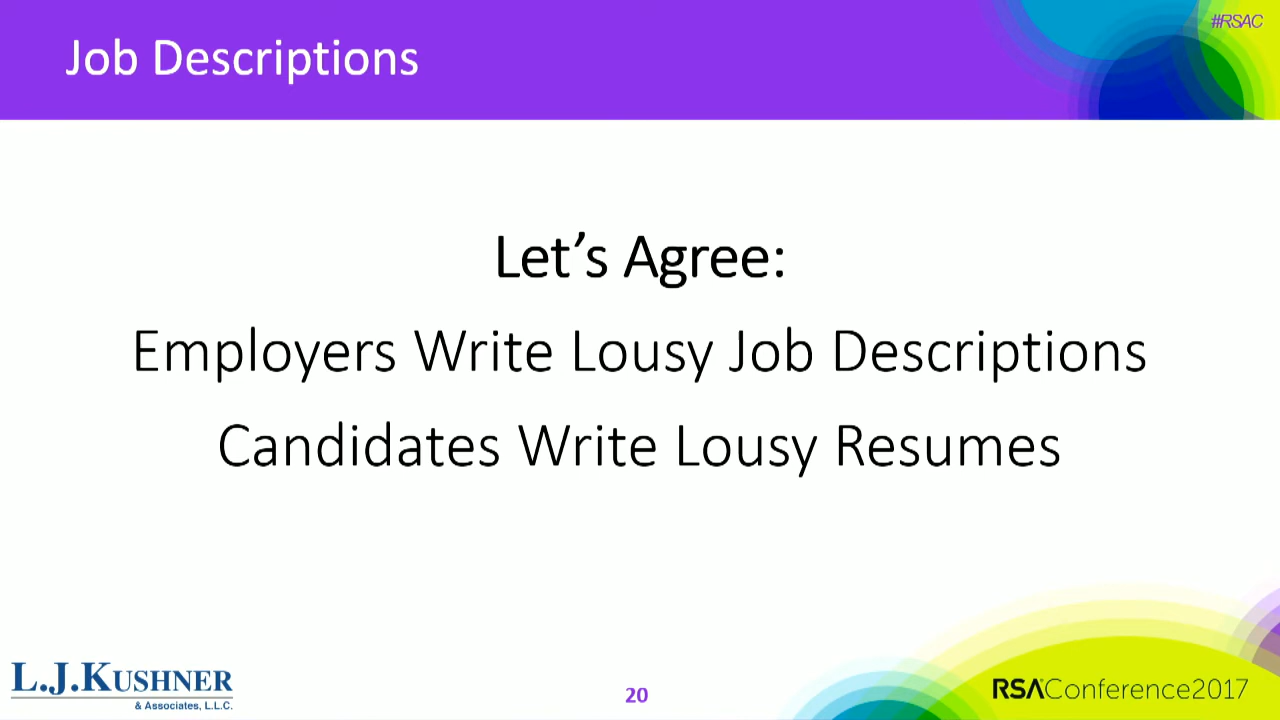 #RSAC
Job Descriptions
Let’s Agree:
Employers Write Lousy Job Descriptions
Candidates Write Lousy Resumes
L.J.KUSHNER
& Associates, L.L.C.
20
RSAConference2017